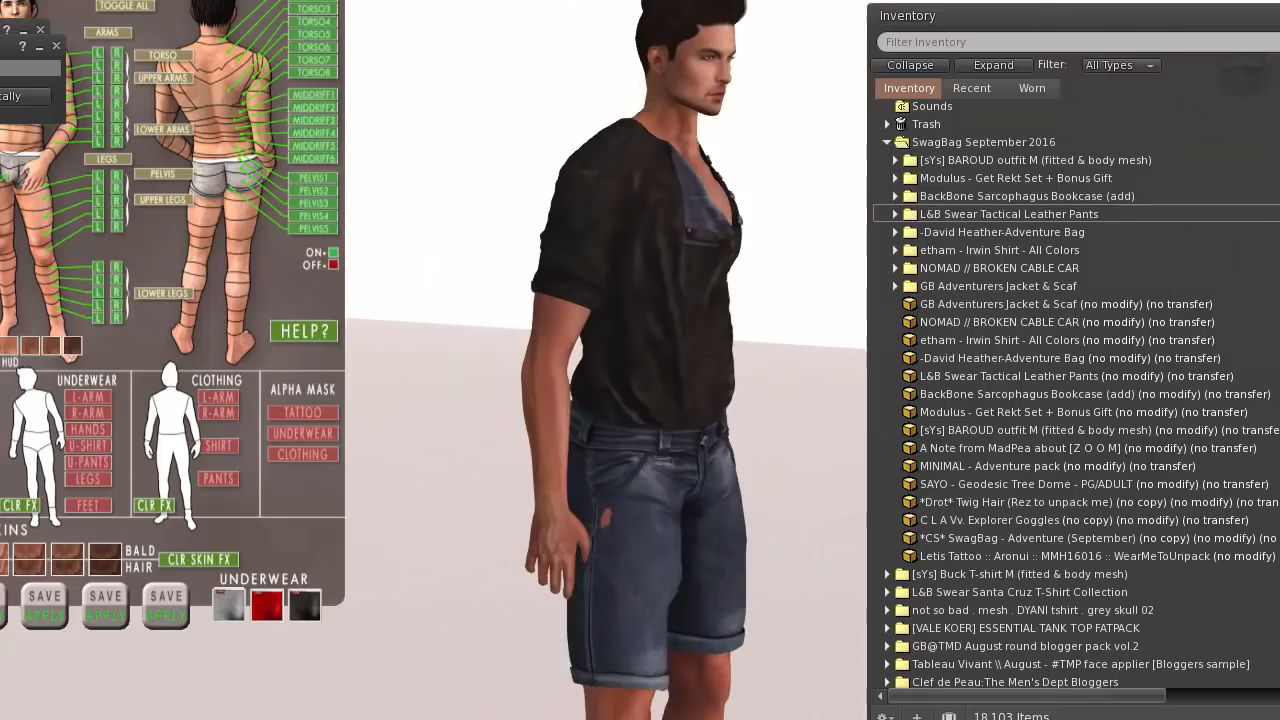 TOGGLE ALL
ARMS
cally
L R
L R
L R
L R
L R
L R
L R
L R
TORSO
UPPER ARMS
LOWER ARMS
LEGS
PELVIS
UPPER LEGS
L R
L R
L R
L R
L R
LOWER LEGS
L R
L R
L R
L R
L R
TORSO3
TORSO4
TORSO5
TORSO6
TORSO7
TORSO8
MIDDRIFF1
MIDDRIFF2
MIDDRIFF3
MIDDRIFF4
MIDDRIFF5
MIDDRIFF6
PELVIS1
PELVIS2
PELVIS3
PELVIS4
PELVIS5
ON-
OFF-
HELP?
HUD
UNDERWEAR
L-ARM
R-ARM
HANDS
U-SHIRT
U-PANTS
LEGS
FEET
CLR FX
CLOTHING
L-ARM
R-ARM
SHIRT
PANTS
CLR FX
ALPHA MASK
TATTOO
UNDERWEAR
CLOTHING
INS
BALD
HAIR
CLR SKIN FX
UNDERWEAR
SAVE
APPLY
SAVE
APPLY
SAVE
APPLY
Inventory
Filter Inventory
Collapse Expand Filter: All Types
Inventory Recent Worn
Sounds
Trash
SwagBag September 2016
[sYs] BAROUD outfit M (fitted & body mesh)
Modulus - Get Rekt Set + Bonus Gift
BackBone Sarcophagus Bookcase (add)
L&B Swear Tactical Leather Pants
-David Heather-Adventure Bag
etham - Irwin Shirt - All Colors
NOMAD // BROKEN CABLE CAR
GB Adventurers Jacket & Scaf
GB Adventurers Jacket & Scaf (no modify) (no transfer)
NOMAD // BROKEN CABLE CAR (no modify) (no transfer)
etham - Irwin Shirt - All Colors (no modify) (no transfer)
-David Heather-Adventure Bag (no modify) (no transfer)
L&B Swear Tactical Leather Pants (no modify) (no transfer)
BackBone Sarcophagus Bookcase (add) (no modify) (no transfer)
Modulus - Get Rekt Set + Bonus Gift (no modify) (no transfer)
[sYs] BAROUD outfit M (fitted & body mesh) (no modify) (no transfe
A Note from MadPea about [Z O O M] (no modify) (no transfer)
MINIMAL - Adventure pack (no modify) (no transfer)
SAYO - Geodesic Tree Dome - PG/ADULT (no modify) (no transfer)
*Drot* Twig Hair (Rez to unpack me) (no copy) (no modify) (no tran
C L A Vv. Explorer Goggles (no copy) (no modify) (no transfer)
*CS* SwagBag - Adventure (September) (no copy) (no modify) (no
Letis Tattoo :: Aronui :: MMH16016 :: WearMeToUnpack (no modify)
[sYs] Buck T-shirt M (fitted & body mesh)
L&B Swear Santa Cruz T-Shirt Collection
not so bad . mesh . DYANI tshirt . grey skull 02
[VALE KOER] ESSENTIAL TANK TOP FATPACK
GB@TMD August round blogger pack vol.2
Tableau Vivant \\ August - #TMP face applier [Bloggers sample]
Clef de Peau:The Men's Dept Bloggers
18,103 Items